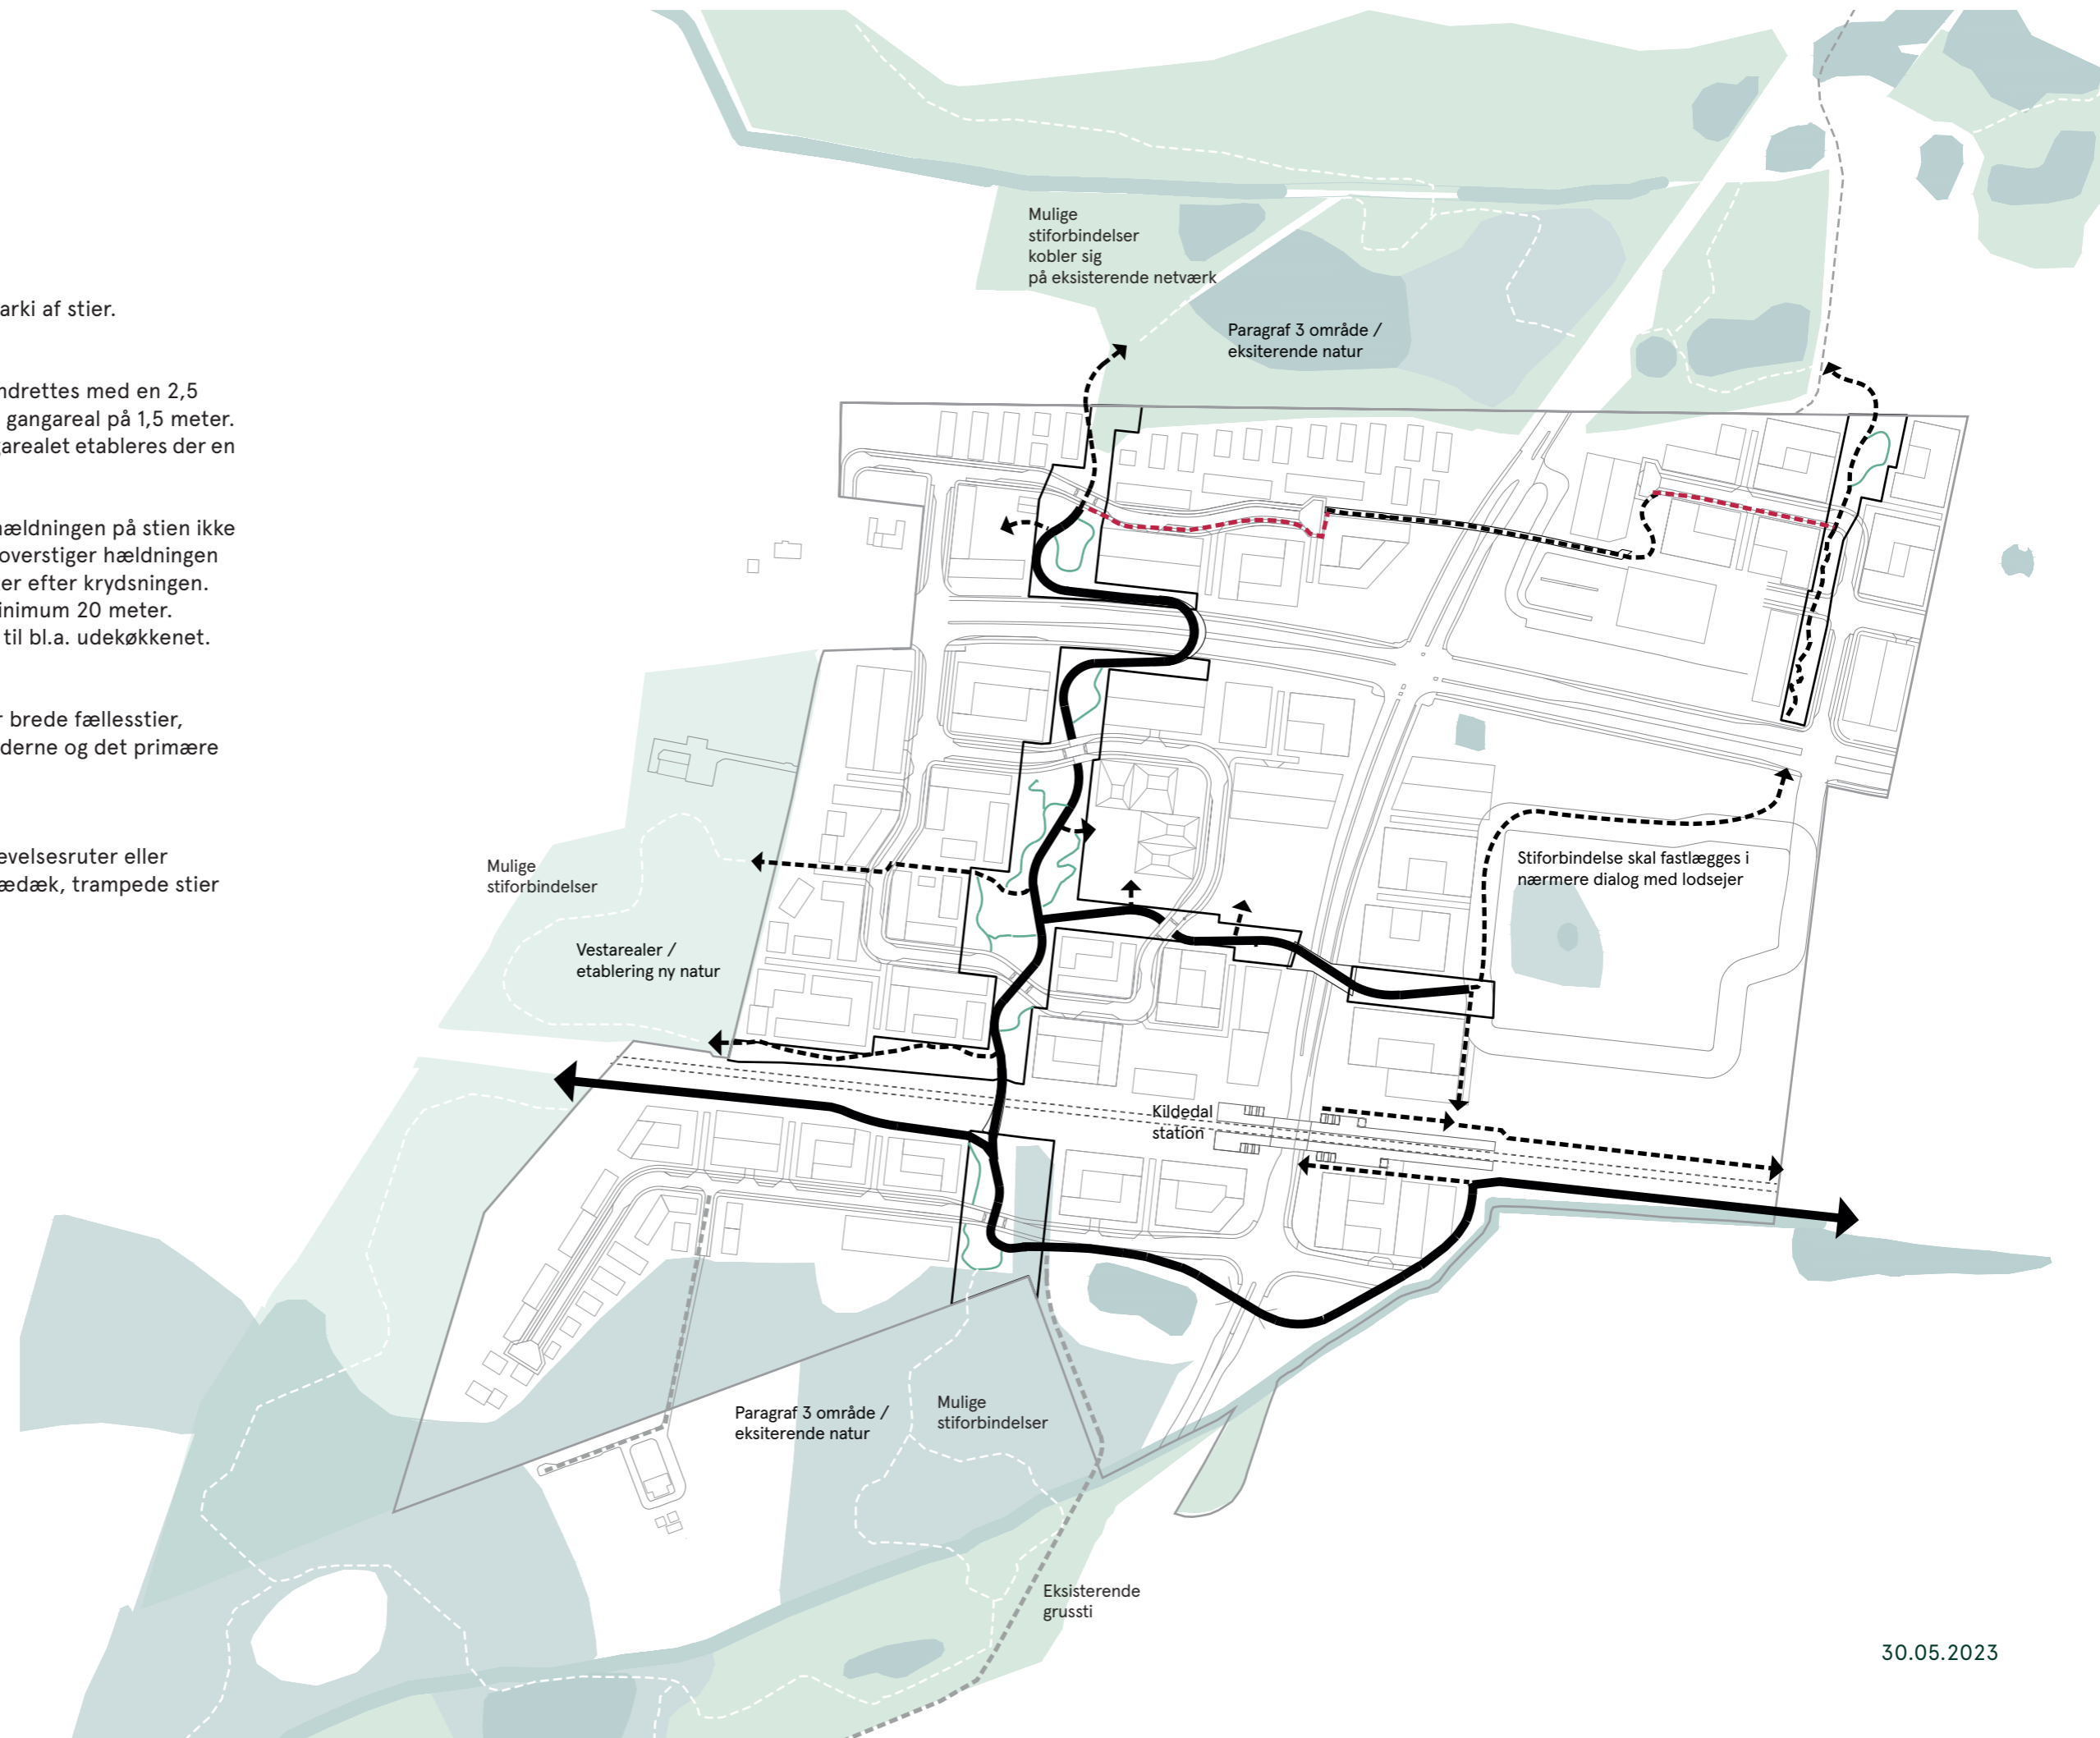 arki af stier.
ndrettes med en 2,5
gangareal på 1,5 meter.
garealet etableres der en
hældningen på stien ikke
overstiger hældningen
er efter krydsningen.
inimum 20 meter.
til bl.a. udekøkkenet.
r brede fællesstier,
derne og det primære
evelsesruter eller
ædæk, trampede stier
Mulige
stiforbindelser
kobler sig
på eksisterende netværk
Paragraf 3 område /
eksiterende natur
Mulige
stiforbindelser
Vestarealer /
etablering ny natur
Stiforbindelse skal fastlægges i
nærmere dialog med lodsejer
Kildedal
station
Paragraf 3 område /
eksiterende natur
Mulige
stiforbindelser
Eksisterende
grussti
30.05.2023